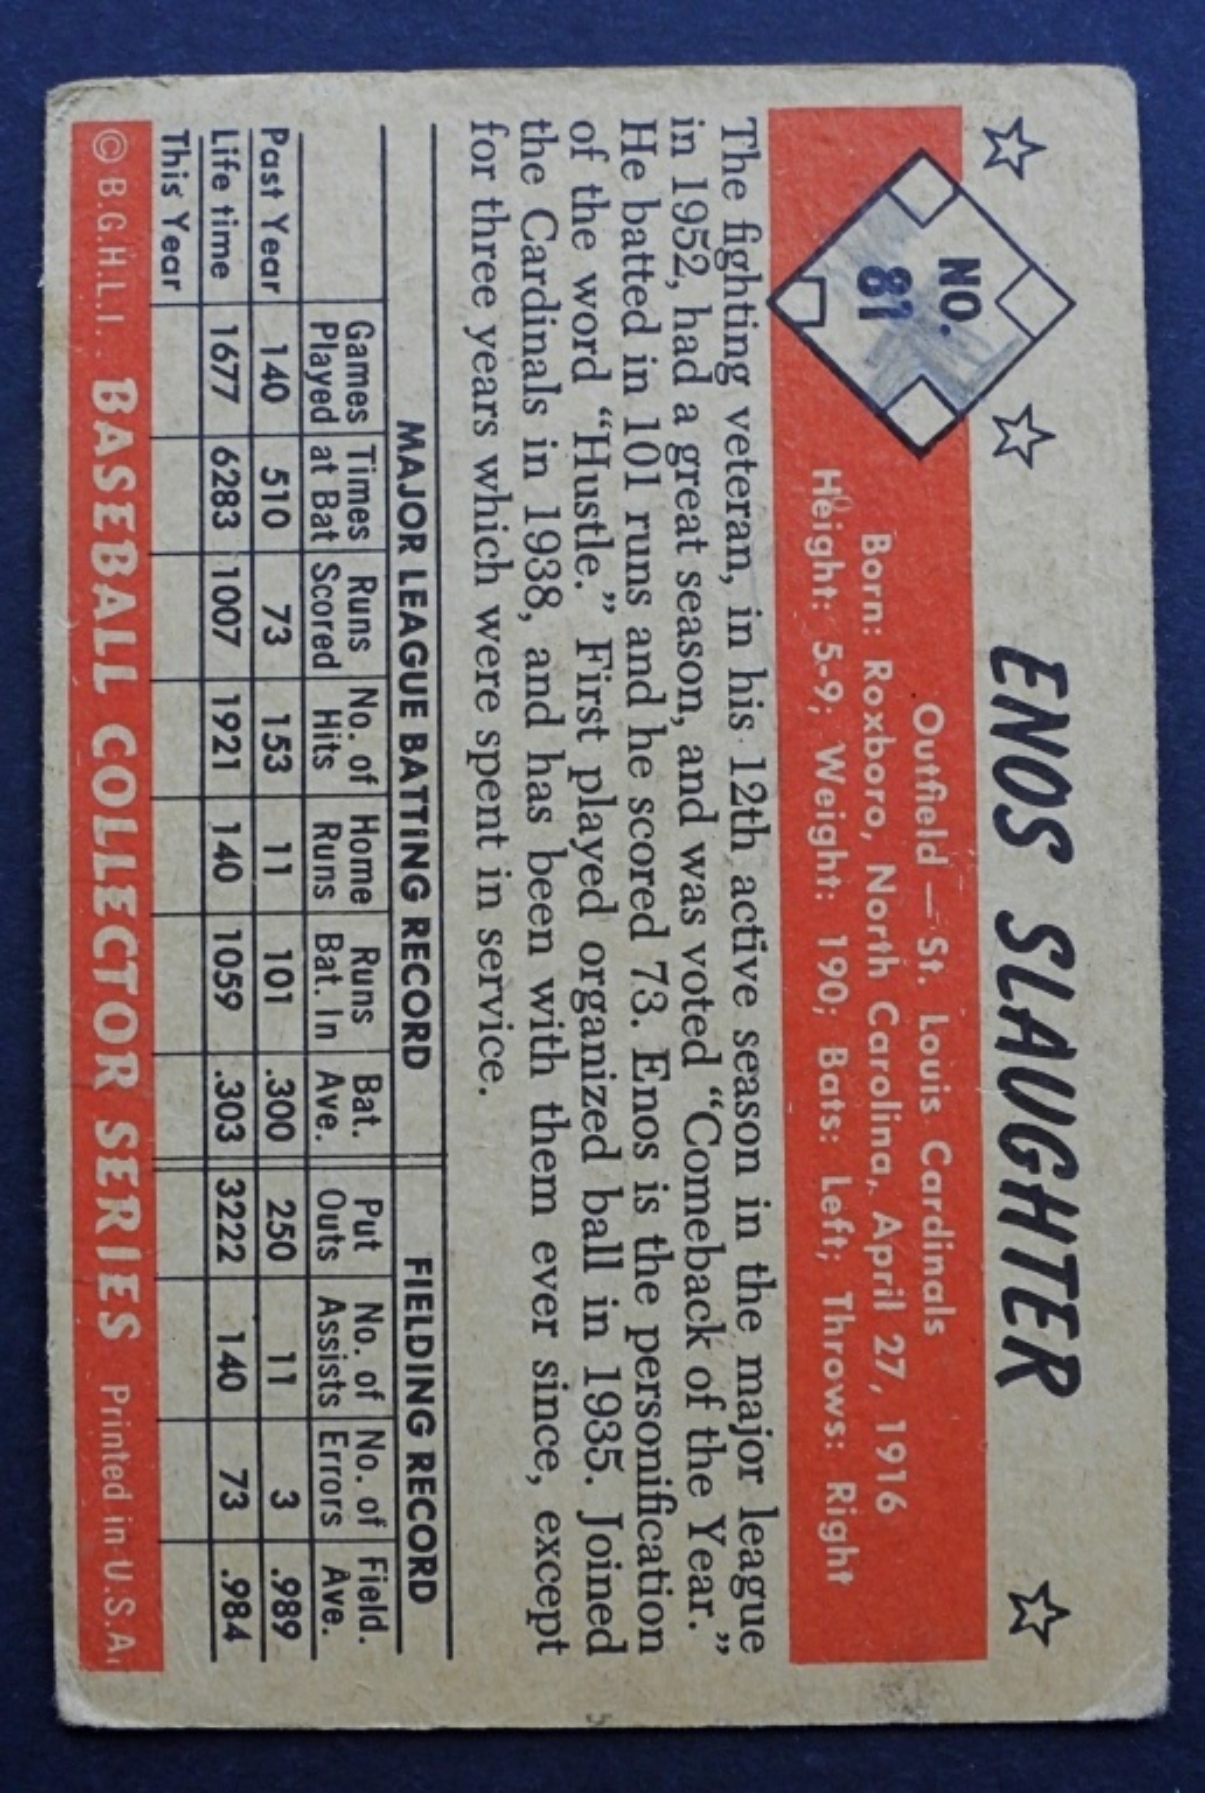 NO.
81
ENOS SLAUGHTER
Outfield — St. Louis Cardinals
Born: Roxboro, North Carolina, April 27, 1916
Height: 5-9; Weight: 190; Bats: Left; Throws: Right
The fighting veteran, in his 12th active season in the major league
in 1952, had a great season, and was voted “Comeback of the Year.”
He batted in 101 runs and he scored 73. Enos is the personification
of the word “Hustle.” First played organized ball in 1935. Joined
the Cardinals in 1938, and has been with them ever since, except
for three years which were spent in service.
MAJOR LEAGUE BATTING RECORD FIELDING RECORD
Games Times Runs No. of Home Runs Bat. Put No. of No. of Field.
Played at Bat Scored Hits Runs Bat. In Ave. Outs Assists Errors Ave.
Past Year 140 510 73 153 11 101 .300 250 11 3 .989
Life time 1677 6283 1007 1921 140 1059 .303 3222 140 73 .984
This Year
© B.G.H.L.I. BASEBALL COLLECTOR SERIES Printed in U.S.A.